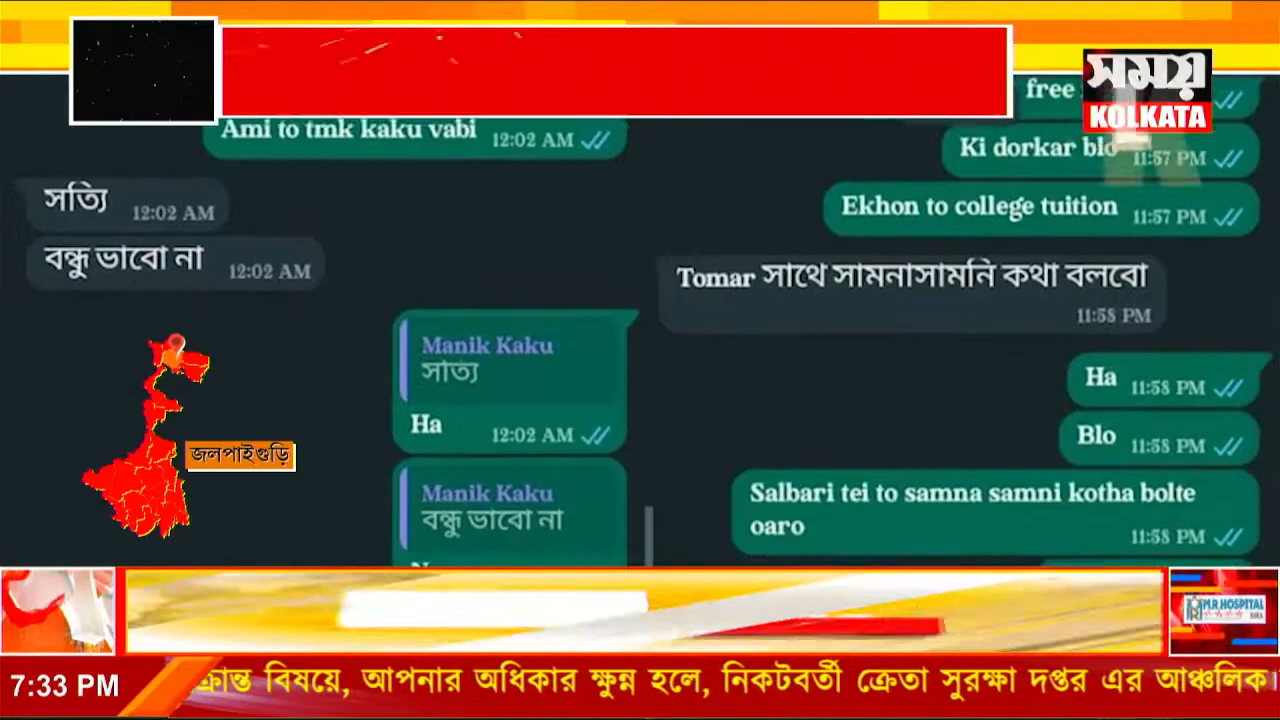 সময়
KOLKATA
Ami to tmk kaku vabi 12:02 AM
সত্যি 12:02 AM
বন্ধু ভাবো না 12:02 AM
Manik Kaku
সাত্য
Ha 12:02 AM
Manik Kaku
বন্ধু ভাবো না
জলপাইগুড়ি
free
Ki dorkar blo 11:57 PM
Ekhon to college tuition 11:57 PM
Tomar সাথে সামনাসামনি কথা বলবো
11:58 PM
Ha 11:58 PM
Blo 11:58 PM
Salbari tei to samna samni kotha bolte
oaro 11:58 PM
HOSPITAL
7:33 PM
ক্রান্ত বিষয়ে, আপনার অধিকার ক্ষুন্ন হলে, নিকটবর্তী ক্রেতা সুরক্ষা দপ্তর এর আঞ্চলিক